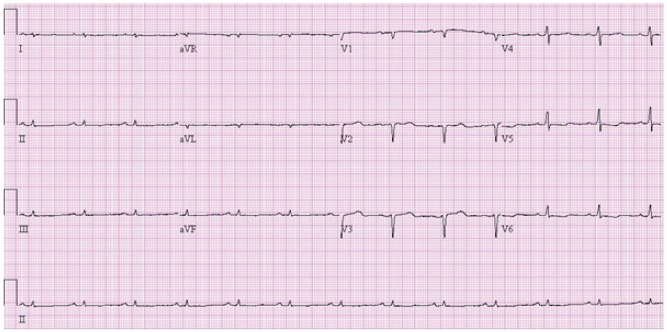 I aVR V1 V4
II aVL V2 V5
III aVF V3 V6
II